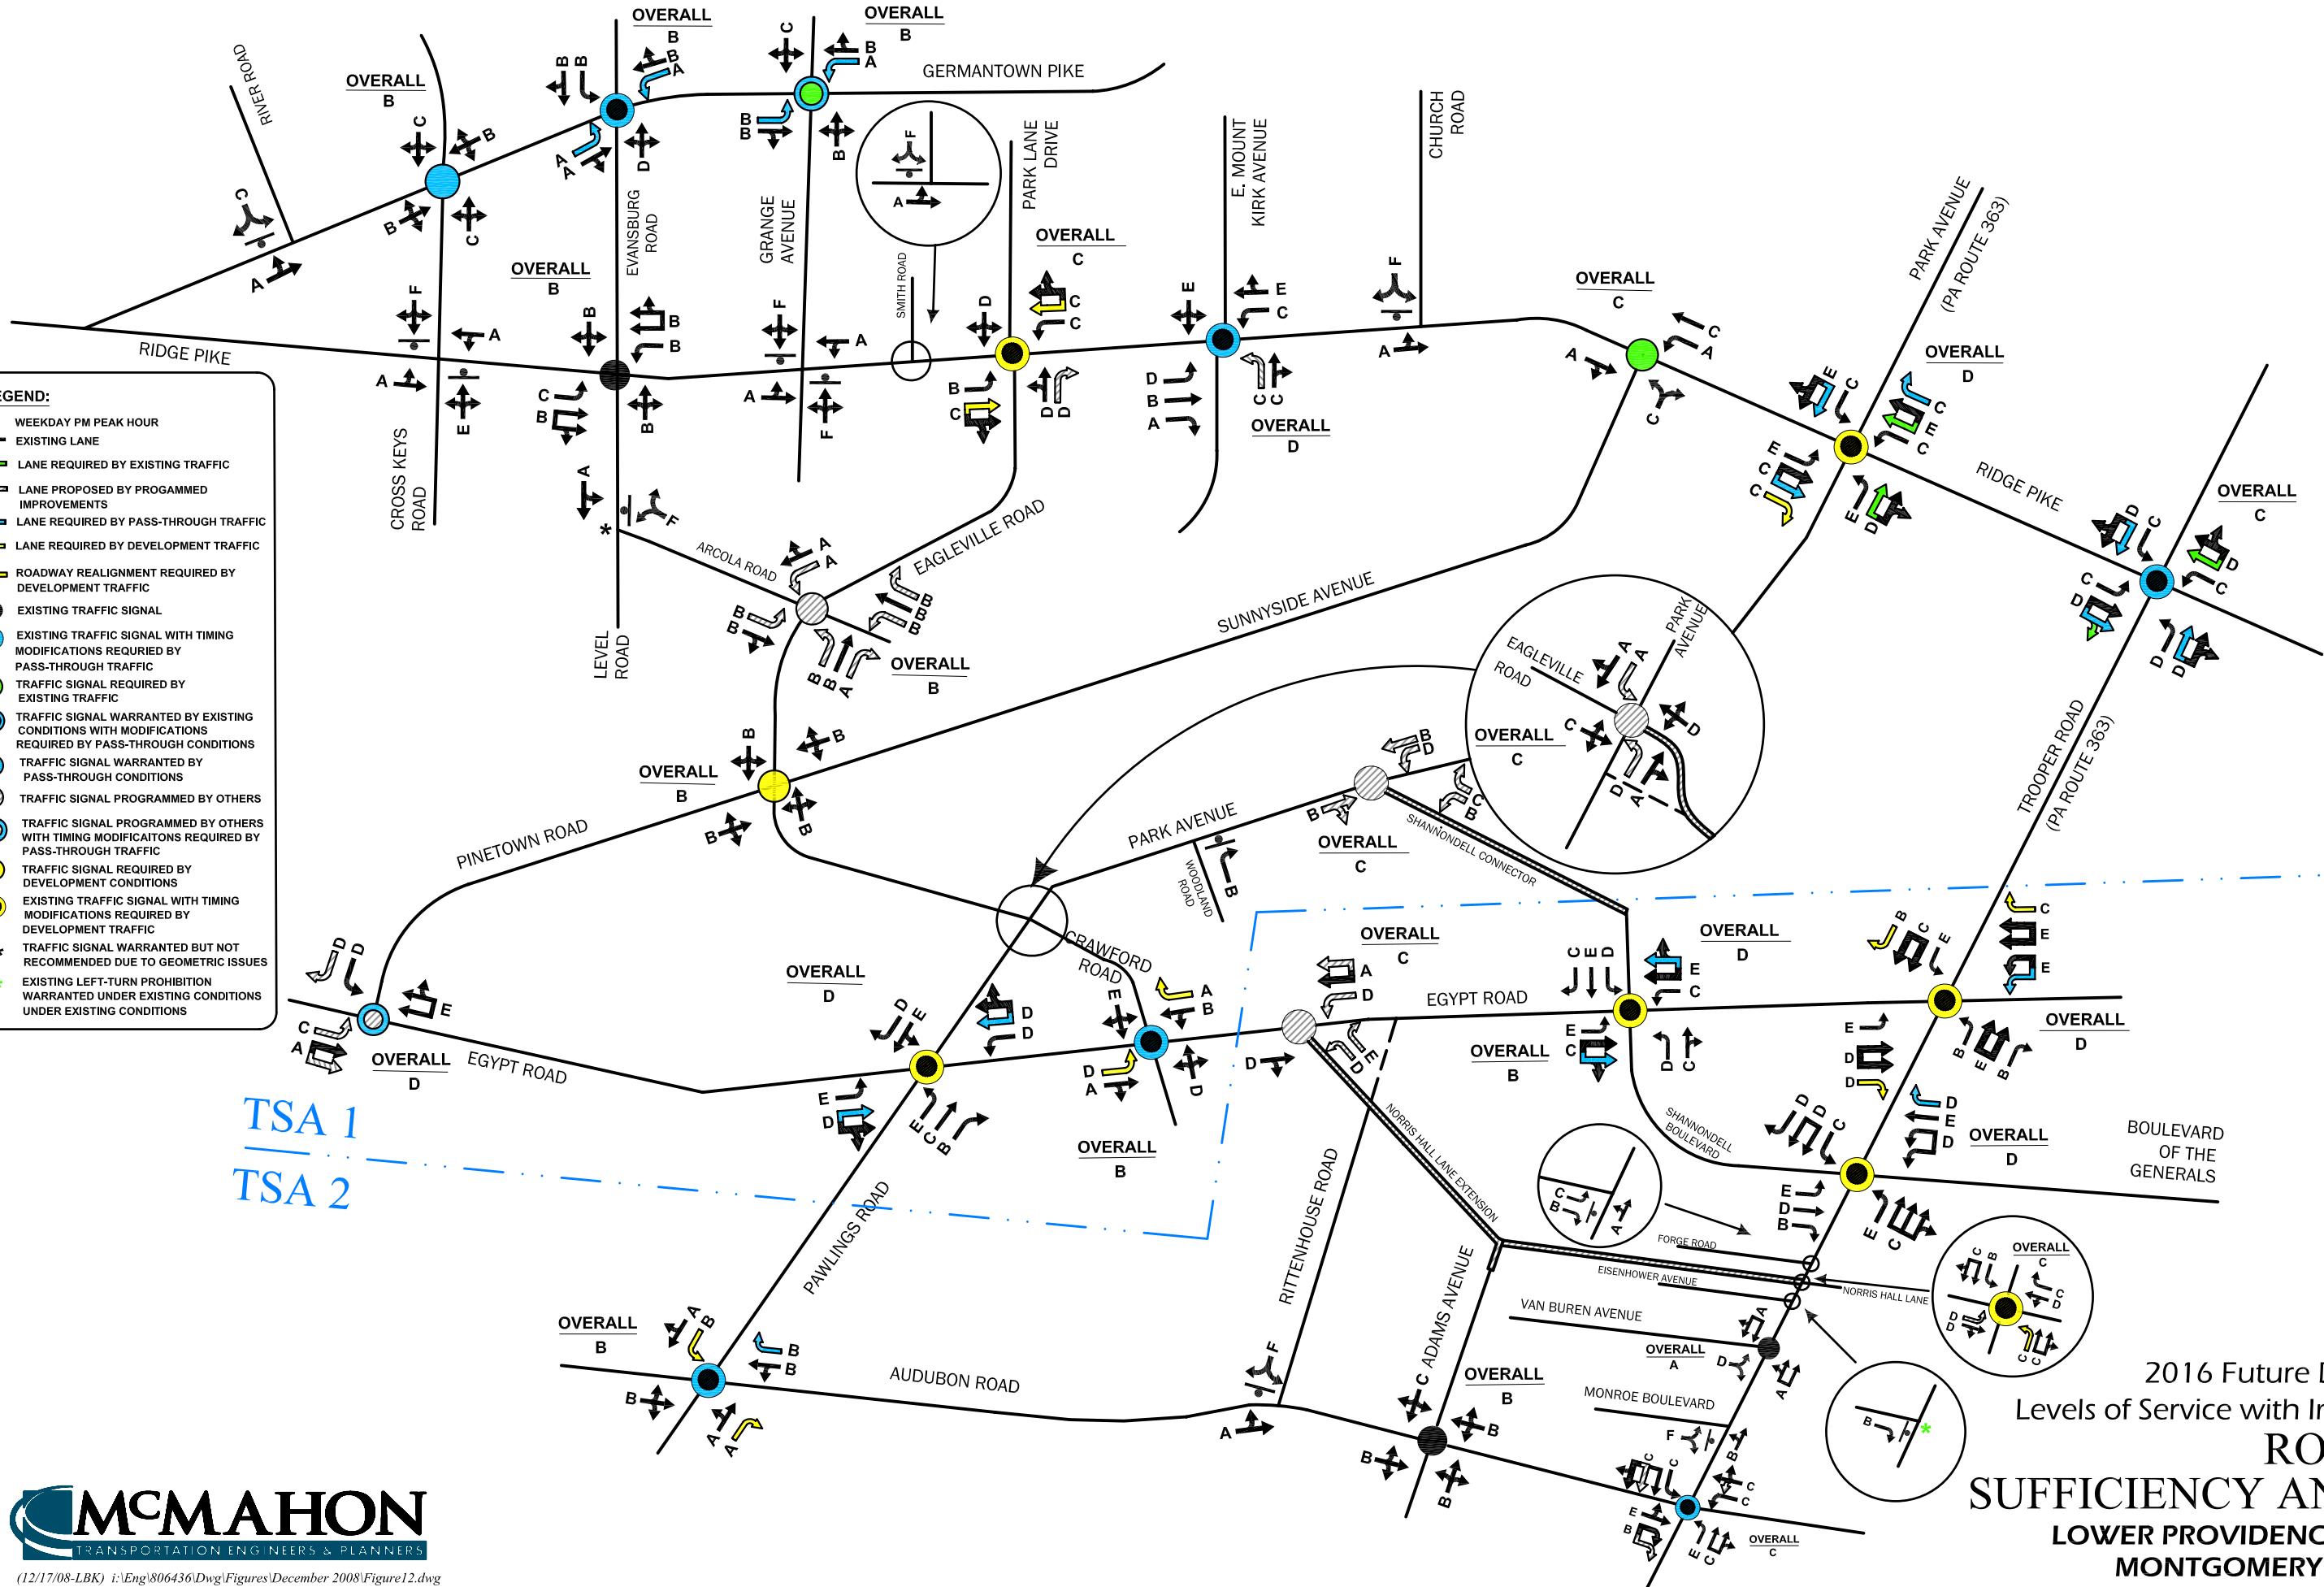 OVERALL
B
OVERALL
B
OVERALL
B
GERMANTOWN PIKE
RIVER ROAD
EVANSBURG
ROAD
GRANGE
AVENUE
SMITH ROAD
PARK LANE
DRIVE
E. MOUNT
KIRK AVENUE
CHURCH
ROAD
PARK AVENUE
(PA ROUTE 363)
OVERALL
B
OVERALL
C
OVERALL
C
OVERALL
D
OVERALL
D
OVERALL
C
RIDGE PIKE
RIDGE PIKE
EGEND:
WEEKDAY PM PEAK HOUR
EXISTING LANE
LANE REQUIRED BY EXISTING TRAFFIC
LANE PROPOSED BY PROGAMMED
IMPROVEMENTS
LANE REQUIRED BY PASS-THROUGH TRAFFIC
LANE REQUIRED BY DEVELOPMENT TRAFFIC
ROADWAY REALIGNMENT REQUIRED BY
DEVELOPMENT TRAFFIC
EXISTING TRAFFIC SIGNAL
EXISTING TRAFFIC SIGNAL WITH TIMING
MODIFICATIONS REQURIED BY
PASS-THROUGH TRAFFIC
TRAFFIC SIGNAL REQUIRED BY
EXISTING TRAFFIC
TRAFFIC SIGNAL WARRANTED BY EXISTING
CONDITIONS WITH MODIFICATIONS
REQUIRED BY PASS-THROUGH CONDITIONS
TRAFFIC SIGNAL WARRANTED BY
PASS-THROUGH CONDITIONS
TRAFFIC SIGNAL PROGRAMMED BY OTHERS
TRAFFIC SIGNAL PROGRAMMED BY OTHERS
WITH TIMING MODIFICAITONS REQUIRED BY
PASS-THROUGH TRAFFIC
TRAFFIC SIGNAL REQUIRED BY
DEVELOPMENT CONDITIONS
EXISTING TRAFFIC SIGNAL WITH TIMING
MODIFICATIONS REQUIRED BY
DEVELOPMENT TRAFFIC
* TRAFFIC SIGNAL WARRANTED BUT NOT
RECOMMENDED DUE TO GEOMETRIC ISSUES
* EXISTING LEFT-TURN PROHIBITION
WARRANTED UNDER EXISTING CONDITIONS
UNDER EXISTING CONDITIONS
CROSS KEYS
ROAD
LEVEL
ROAD
ARCOLA ROAD
EAGLEVILLE ROAD
SUNNYSIDE AVENUE
OVERALL
B
OVERALL
B
PINETOWN ROAD
EAGLEVILLE
ROAD
PARK
AVENUE
OVERALL
C
TROOPER ROAD
(PA ROUTE 363)
PARK AVENUE
WOODLAND
ROAD
OVERALL
C
SHANNONDELL CONNECTOR
CRAWFORD
ROAD
OVERALL
D
OVERALL
C
OVERALL
D
EGYPT ROAD
OVERALL
D
EGYPT ROAD
OVERALL
D
OVERALL
B
OVERALL
B
TSA 1
TSA 2
PAWLINGS ROAD
RITTENHOUSE ROAD
NORRIS HALL LANE EXTENSION
SHANNONDELL
BOULEVARD
OVERALL
D
BOULEVARD
OF THE
GENERALS
FORGE ROAD
EISENHOWER AVENUE
NORRIS HALL LANE
OVERALL
C
VAN BUREN AVENUE
OVERALL
A
MONROE BOULEVARD
ADAMS AVENUE
OVERALL
B
OVERALL
B
AUDUBON ROAD
OVERALL
C
2016 Future
Levels of Service with
RO
SUFFICIENCY AN
LOWER PROVIDENC
MONTGOMERY
MCMAHON
TRANSPORTATION ENGINEERS & PLANNERS
(12/17/08-LBK) i:\Eng\806436\Dwg\Figures\December 2008\Figure12.dwg